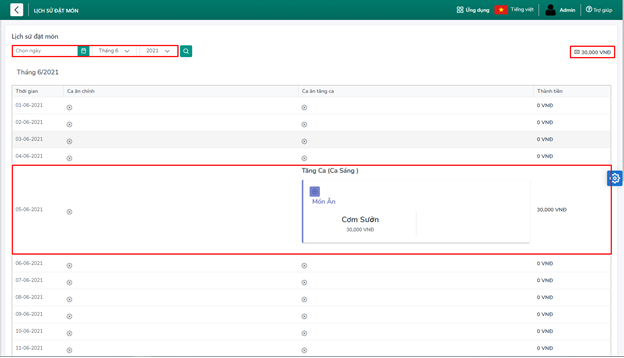 LỊCH SỬ ĐẶT MÓN
Ứng dụng
Tiếng việt
Admin
Trợ giúp
Lịch sử đặt món
Chọn ngày
Tháng 6
2021
30,000 VNĐ
Tháng 6/2021
Thời gian Ca ăn chính Ca ăn tăng ca Thành tiền
01-06-2021 0 VNĐ
02-06-2021 0 VNĐ
03-06-2021 0 VNĐ
04-06-2021 0 VNĐ
Tăng Ca (Ca Sáng )
Món Ăn
05-06-2021 30,000 VNĐ
Cơm Sườn
30,000 VNĐ
06-06-2021 0 VNĐ
07-06-2021 0 VNĐ
08-06-2021 0 VNĐ
09-06-2021 0 VNĐ
10-06-2021 0 VNĐ
11-06-2021 0 VNĐ